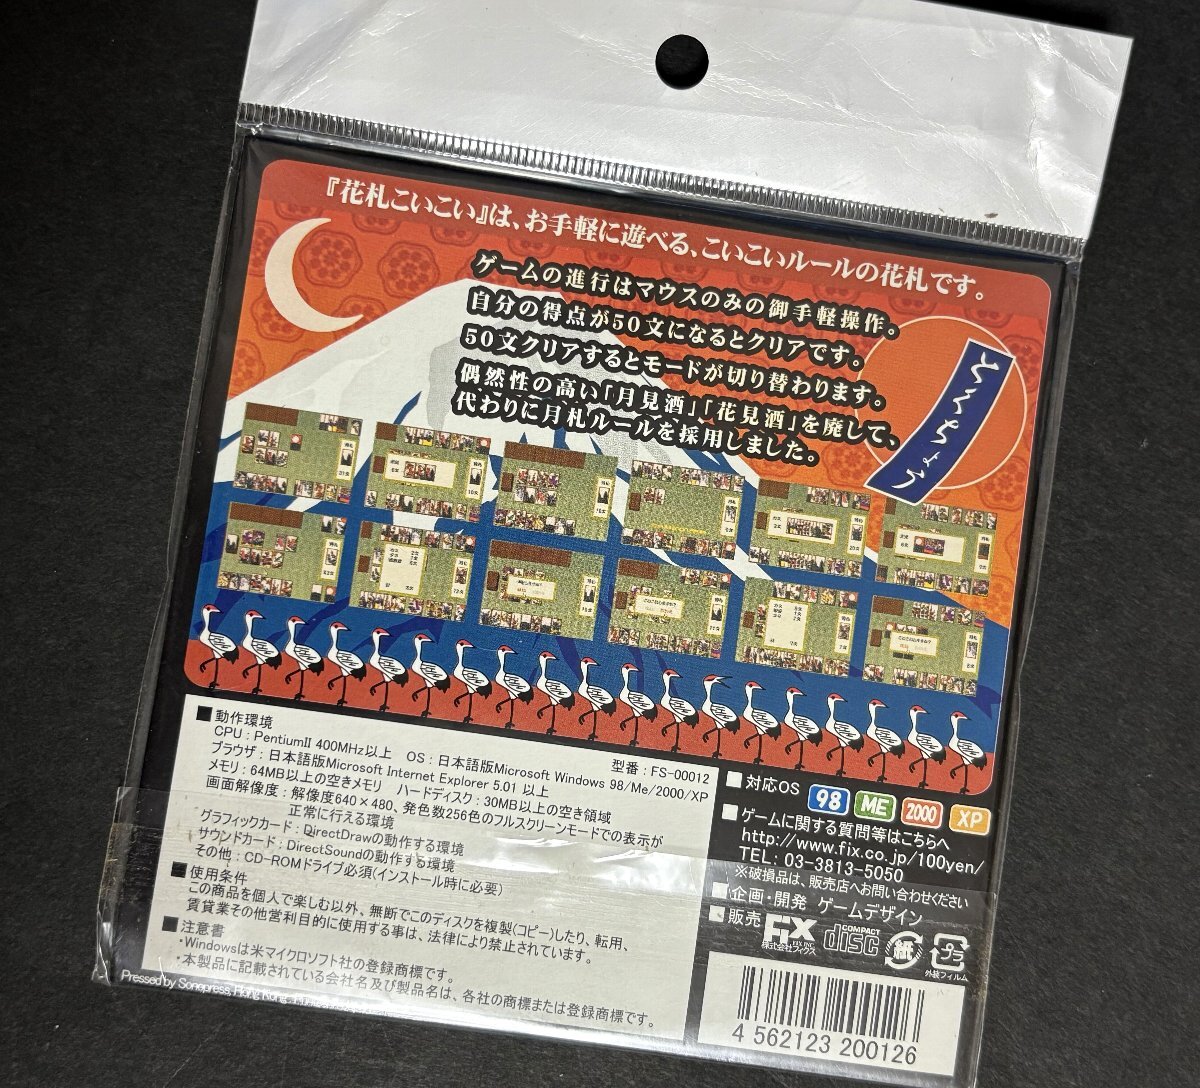 『花札こいこい』は、お手軽に遊べる、こいこいルールの花札です。
ゲームの進行はマウスのみの御手軽操作。
自分の得点が50文になるとクリアです。
50文クリアするとモードが切り替わります。
偶然性の高い「月見酒」「花見酒」を廃して、
代わりに月札ルールを採用しました。
とくちょう
■動作環境
型番：FS-00012
CPU：PentiumII 400MHz以上 OS：日本語版Microsoft Windows 98/Me/2000/XP
ブラウザ：日本語版Microsoft Internet Explorer 5.01 以上
メモリ：64MB以上の空きメモリ ハードディスク：30MB以上の空き領域
画面解像度：解像度640×480、発色数256色のフルスクリーンモードでの表示が
正常に行える環境
グラフィックカード：DirectDrawの動作する環境
サウンドカード：DirectSoundの動作する環境
その他：CD-ROMドライブ必須(インストール時に必要)
■使用条件
この商品を個人で楽しむ以外、無断でこのディスクを複製(コピー)したり、転用、
賃貸業その他営利目的に使用する事は、法律により禁止されています。
■注意書
・Windowsは米マイクロソフト社の登録商標です。
・本製品に記載されている会社名及び製品名は、各社の商標または登録商標です。
Pressed by Sonopress, Hong Kong.
■対応OS 98 ME 2000 XP
■ゲームに関する質問等はこちらへ
http://www.fix.co.jp/100yen/
TEL：03-3813-5050
※破損品は、販売店へお問い合わせください
■企画・開発 ゲームデザイン
■販売 FIX
株式会社フィックス
COMPACT disc
紙
プラ
外装フィルム
4 562123 200126